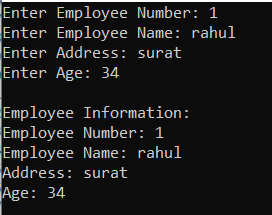 Enter Employee Number: 1
Enter Employee Name: rahul
Enter Address: surat
Enter Age: 34
Employee Information:
Employee Number: 1
Employee Name: rahul
Address: surat
Age: 34